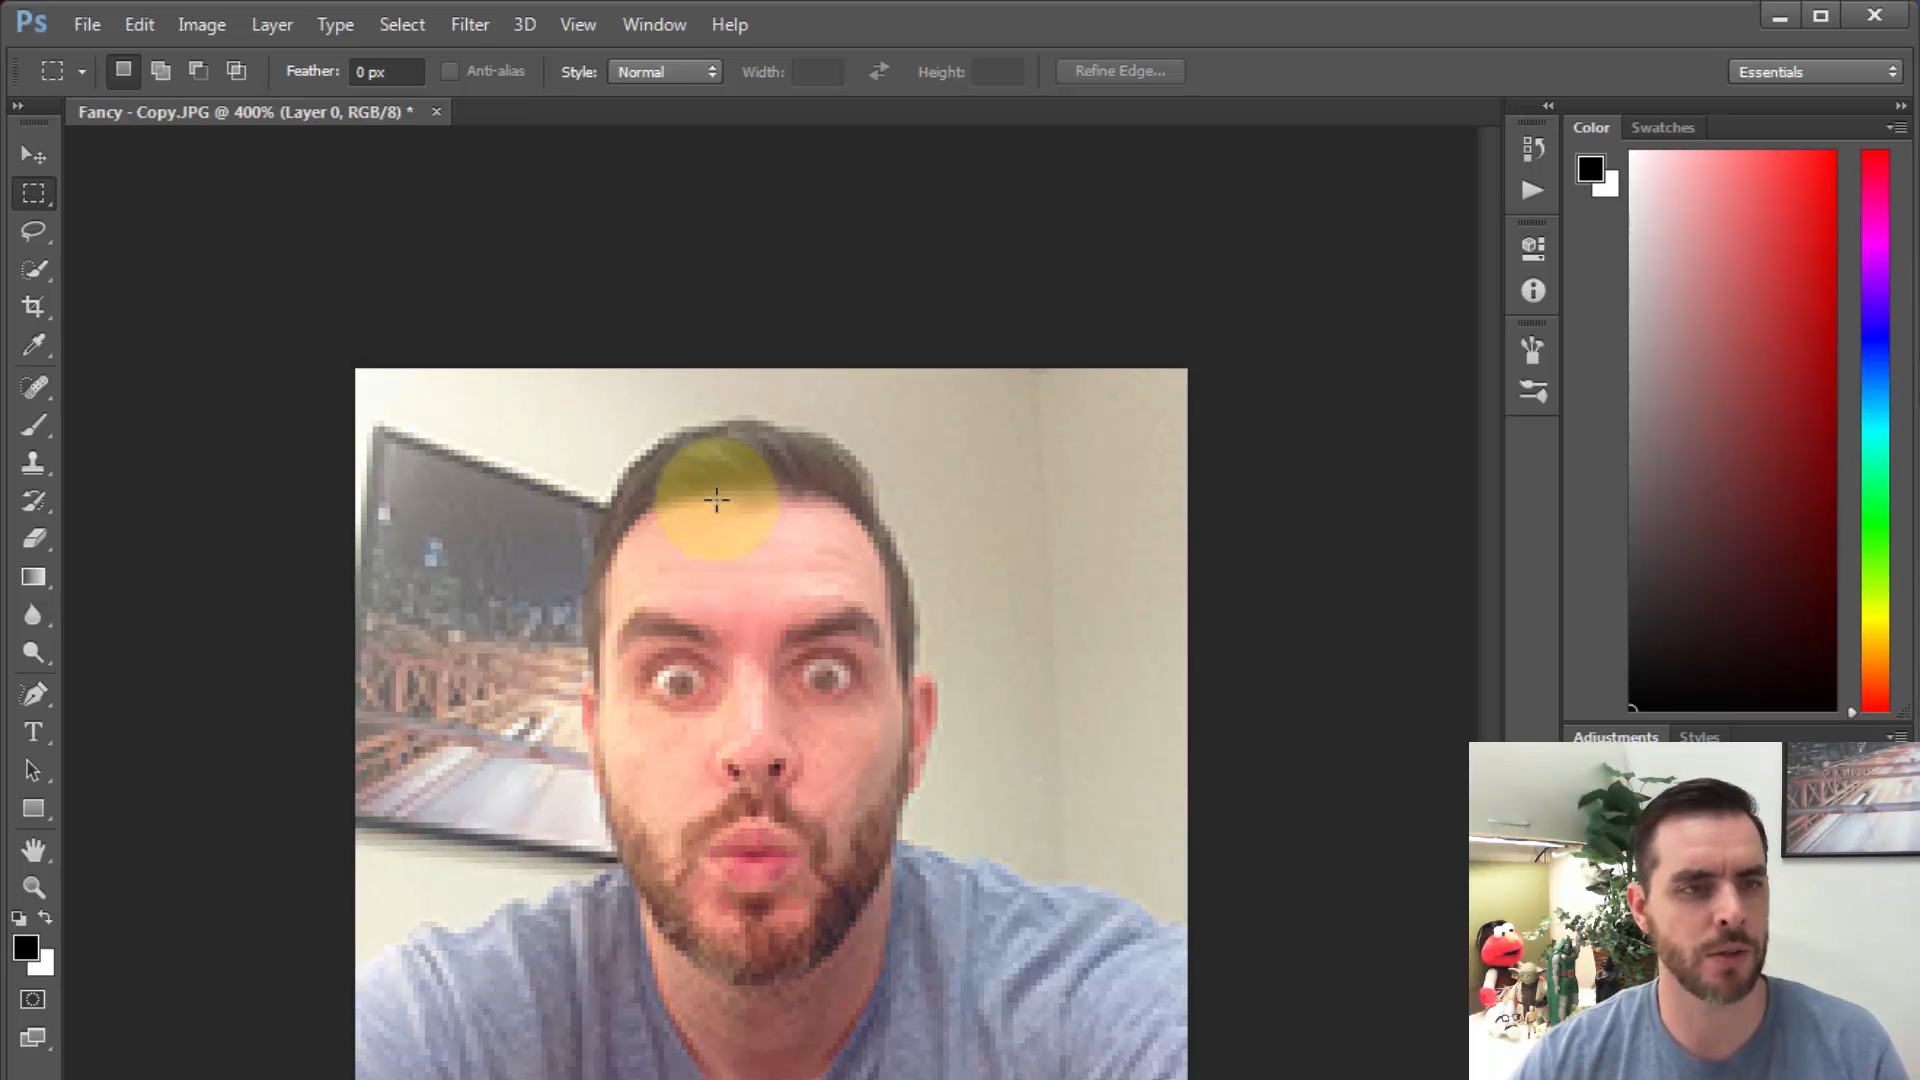 Ps File Edit Image Layer Type Select Filter 3D View Window Help
Feather: 0 px Anti-alias Style: Normal Width: Height: Refine Edge... Essentials
Fancy - Copy.JPG @ 400% (Layer 0, RGB/8) * ×
Color Swatches
Adjustments Styles